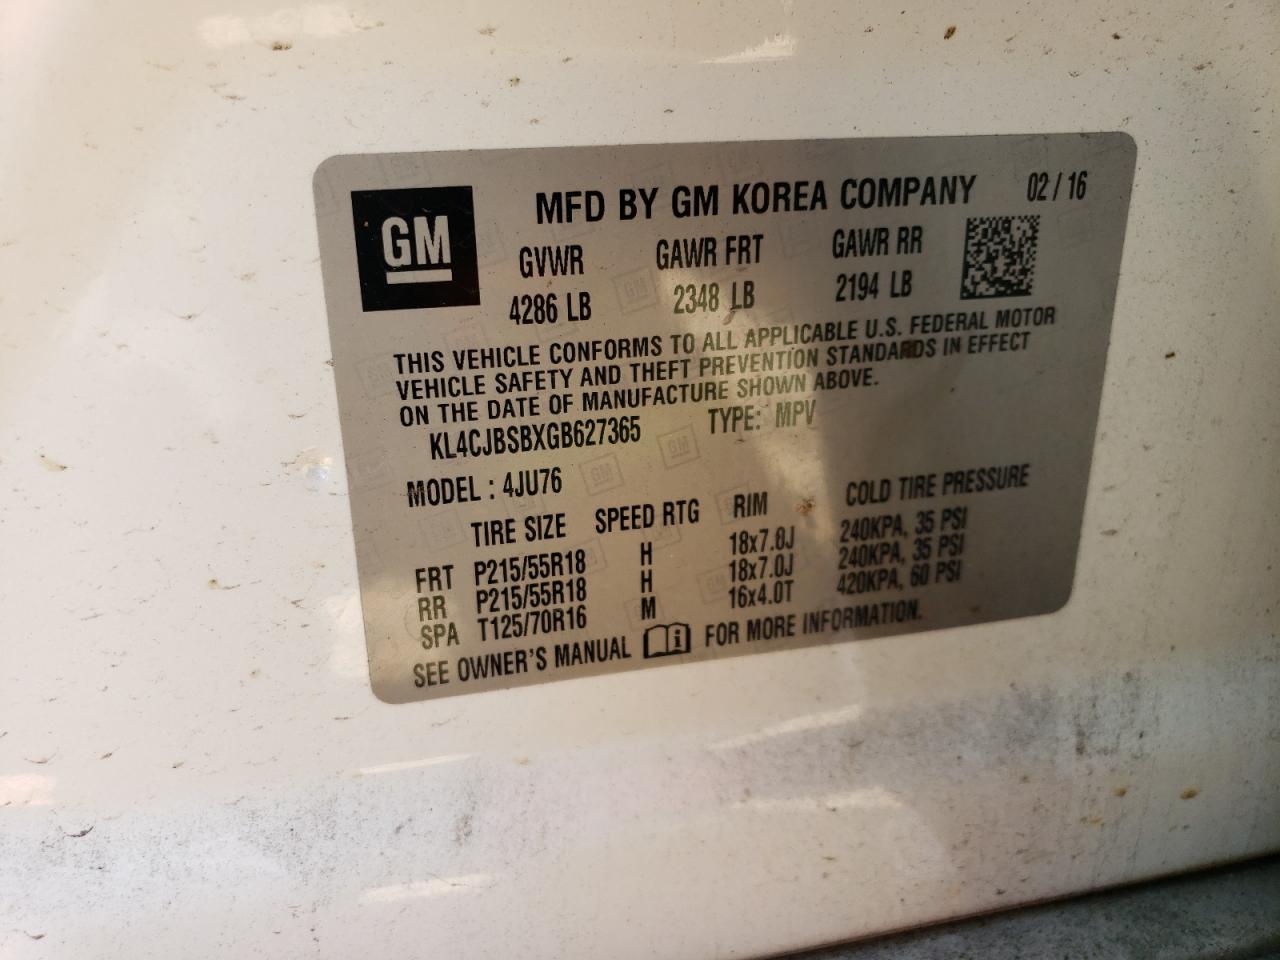 GM
MFD BY GM KOREA COMPANY 02 / 16
GVWR GAWR FRT GAWR RR
4286 LB 2348 LB 2194 LB
THIS VEHICLE CONFORMS TO ALL APPLICABLE U.S. FEDERAL MOTOR
VEHICLE SAFETY AND THEFT PREVENTION STANDARDS IN EFFECT
ON THE DATE OF MANUFACTURE SHOWN ABOVE.
KL4CJBSBXGB627365 TYPE: MPV
MODEL : 4JU76
TIRE SIZE SPEED RTG RIM COLD TIRE PRESSURE
FRT P215/55R18 H 18x7.0J 240KPA, 35 PSI
RR P215/55R18 H 18x7.0J 240KPA, 35 PSI
SPA T125/70R16 M 16x4.0T 420KPA, 60 PSI
SEE OWNER'S MANUAL FOR MORE INFORMATION.